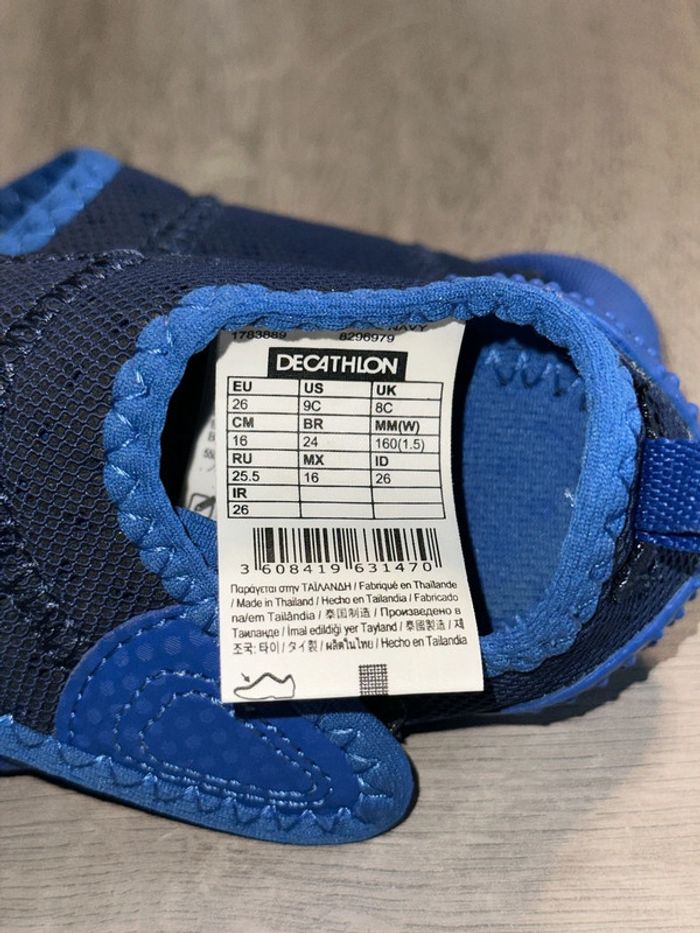 NAVY
1783889 8296979
DECATHLON
EU US UK
26 9C 8C
CM BR MM(W)
16 24 160(1.5)
RU MX ID
25.5 16 26
IR
26
3 608419 631470
Παράγεται στην ΤΑΪΛΑΝΔΗ / Fabriqué en Thaïlande
/ Made in Thailand / Hecho en Tailandia / Fabricado
na/em Tailândia / 泰国制造 / Произведено в
Таиланде / İmal edildiği yer Tayland / 泰國製造 / 제
조국: 타이 / タイ製 / ผลิตในไทย / Hecho en Tailandia